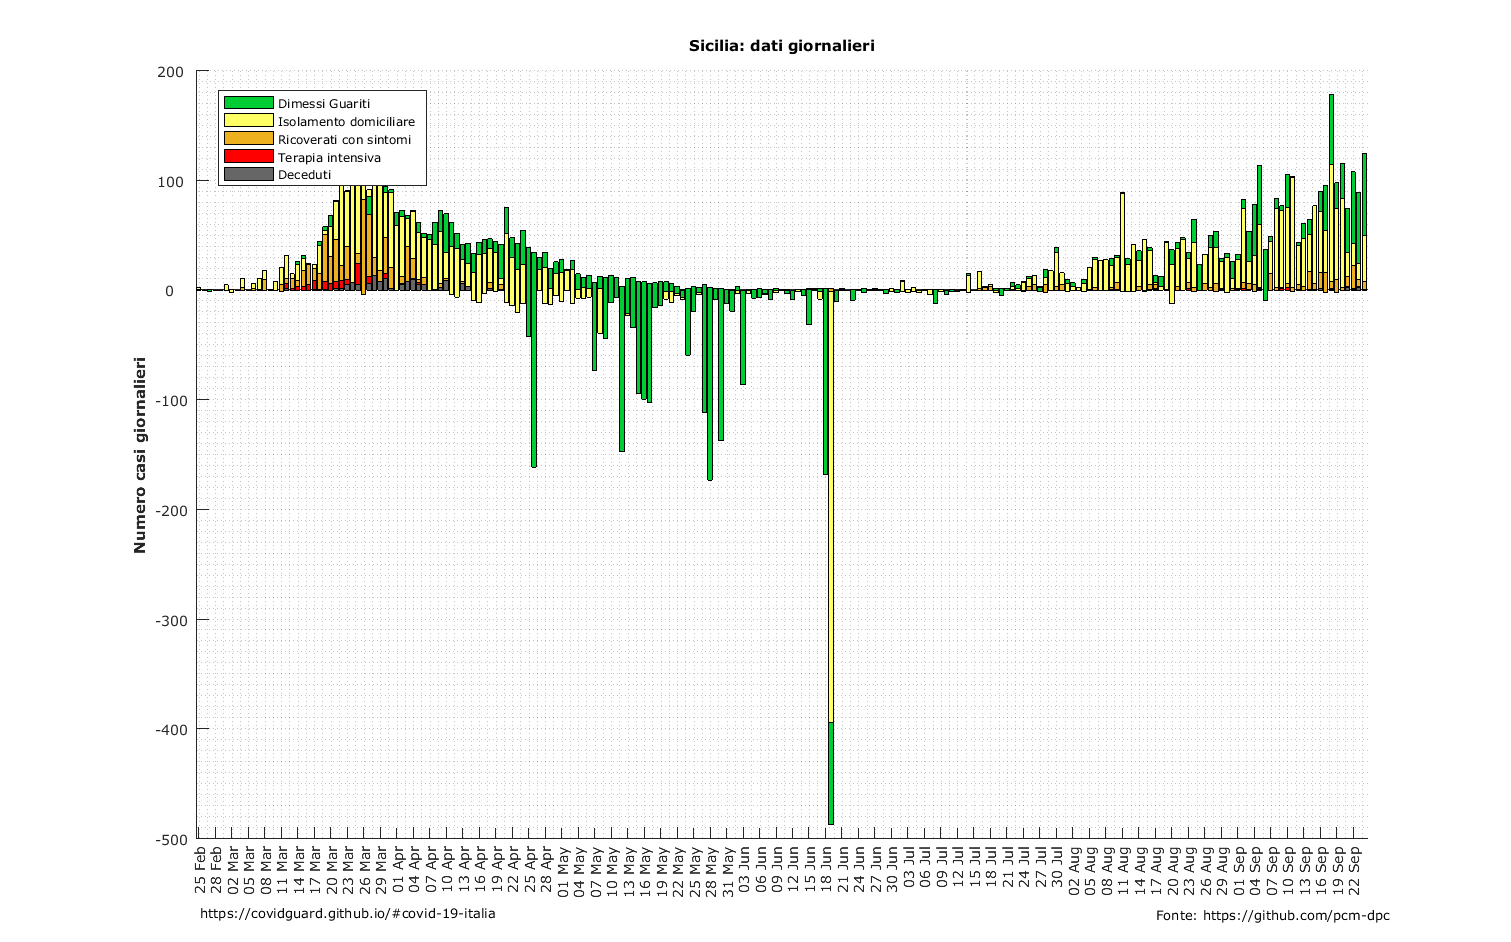 Sicilia: dati giornalieri
200
100
0
-100
-200
-300
-400
-500
Numero casi giornalieri
Dimessi Guariti
Isolamento domiciliare
Ricoverati con sintomi
Terapia intensiva
Deceduti
25 Feb
28 Feb
02 Mar
05 Mar
08 Mar
11 Mar
14 Mar
17 Mar
20 Mar
23 Mar
26 Mar
29 Mar
01 Apr
04 Apr
07 Apr
10 Apr
13 Apr
16 Apr
19 Apr
22 Apr
25 Apr
28 Apr
01 May
04 May
07 May
10 May
13 May
16 May
19 May
22 May
25 May
28 May
31 May
03 Jun
06 Jun
09 Jun
12 Jun
15 Jun
18 Jun
21 Jun
24 Jun
27 Jun
30 Jun
03 Jul
06 Jul
09 Jul
12 Jul
15 Jul
18 Jul
21 Jul
24 Jul
27 Jul
30 Jul
02 Aug
05 Aug
08 Aug
11 Aug
14 Aug
17 Aug
20 Aug
23 Aug
26 Aug
29 Aug
01 Sep
04 Sep
07 Sep
10 Sep
13 Sep
16 Sep
19 Sep
22 Sep
https://covidguard.github.io/#covid-19-italia
Fonte: https://github.com/pcm-dpc